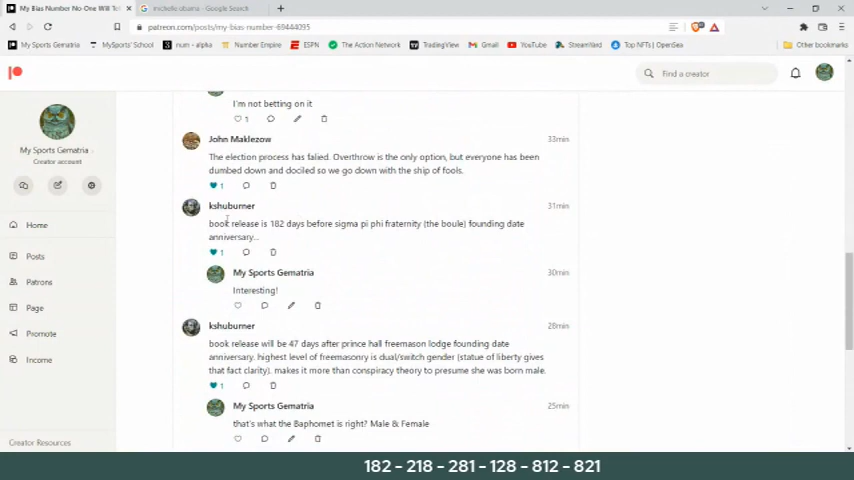 My Bias Number No-One Will Te
michelle obama - Google Search
patreon.com/posts/my-bias-number-69444095
My Sports Gematria
MySports' School
num - alpha
Number Empire
ESPN
The Action Network
TradingView
Gmail
YouTube
StreamYard
Top NFTs | OpenSea
Other bookmarks
Find a creator
My Sports Gematria
Creator account
Home
Posts
Patrons
Page
Promote
Income
Creator Resources
I'm not betting on it
1
John Maklezow
33min
The election process has falied. Overthrow is the only option, but everyone has been
dumbed down and dociled so we go down with the ship of fools.
1
kshuburner
31min
book release is 182 days before sigma pi phi fraternity (the boule) founding date
anniversary...
1
My Sports Gematria
30min
Interesting!
kshuburner
28min
book release will be 47 days after prince hall freemason lodge founding date
anniversary. highest level of freemasonry is dual/switch gender (statue of liberty gives
that fact clarity). makes it more than conspiracy theory to presume she was born male.
1
My Sports Gematria
25min
that's what the Baphomet is right? Male & Female
182 - 218 - 281 - 128 - 812 - 821